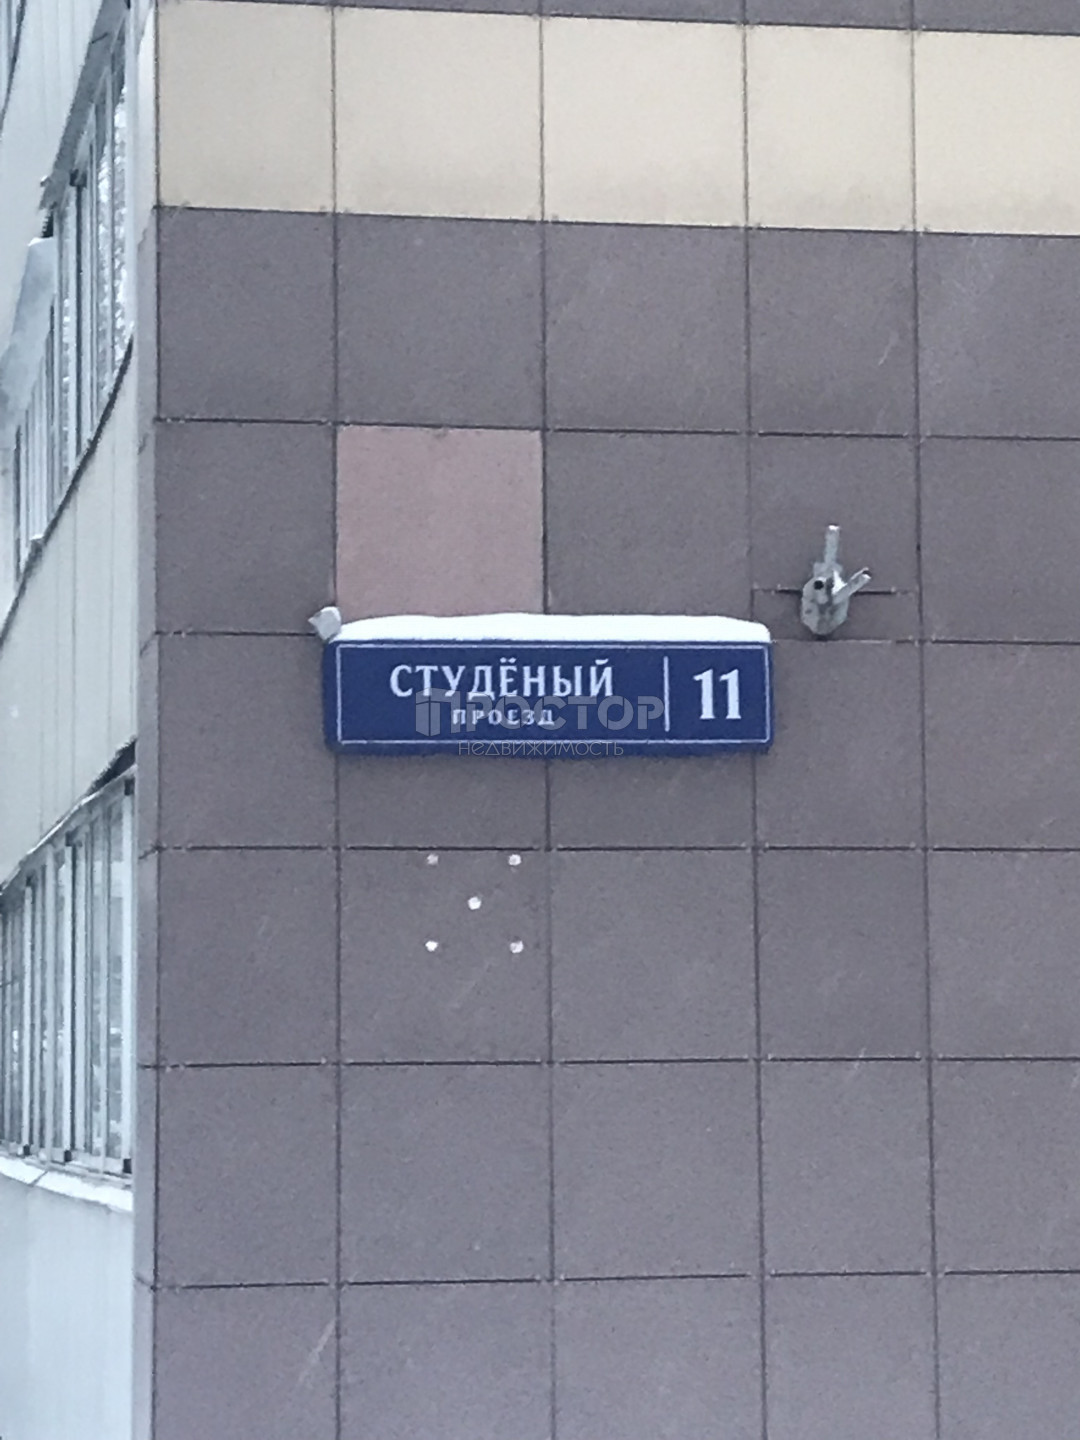 СТУДЁНЫЙ
ПРОЕЗД
11
ПРОСТОР
НЕДВИЖИМОСТЬ